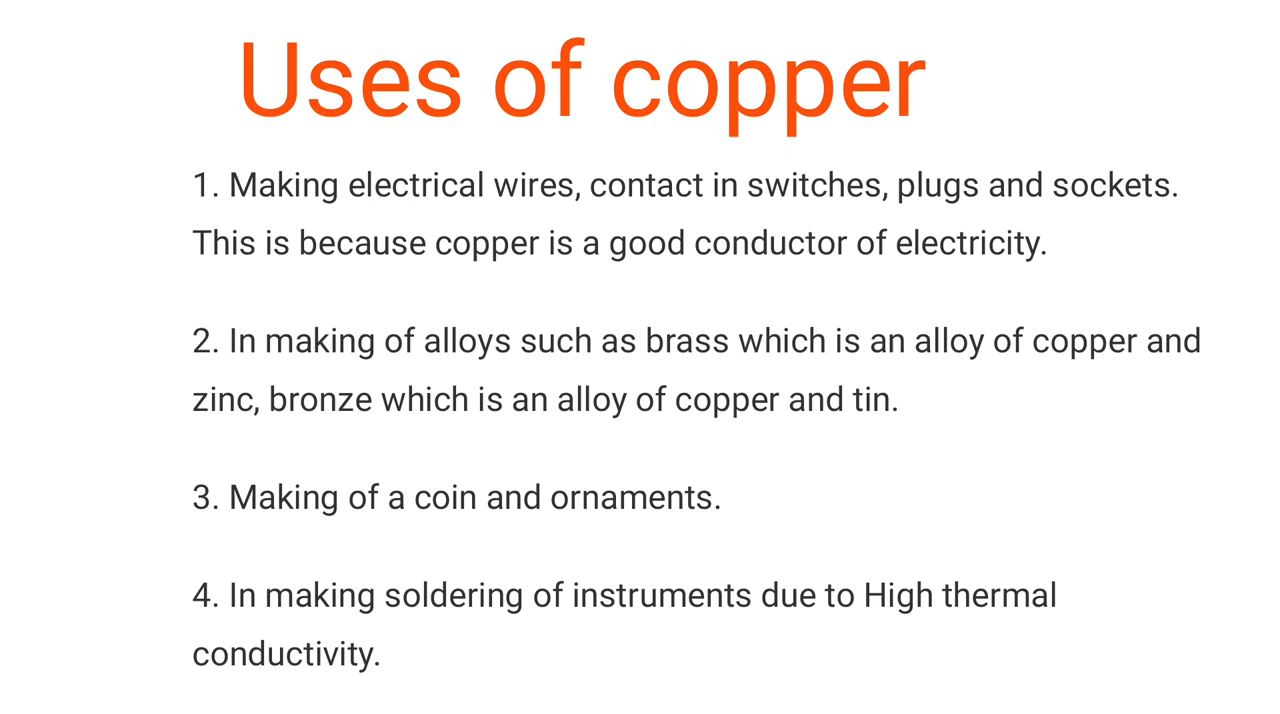 Uses of copper
1. Making electrical wires, contact in switches, plugs and sockets.
This is because copper is a good conductor of electricity.
2. In making of alloys such as brass which is an alloy of copper and
zinc, bronze which is an alloy of copper and tin.
3. Making of a coin and ornaments.
4. In making soldering of instruments due to High thermal
conductivity.